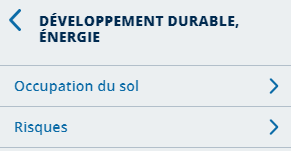 DÉVELOPPEMENT DURABLE,
ÉNERGIE
Occupation du sol
Risques